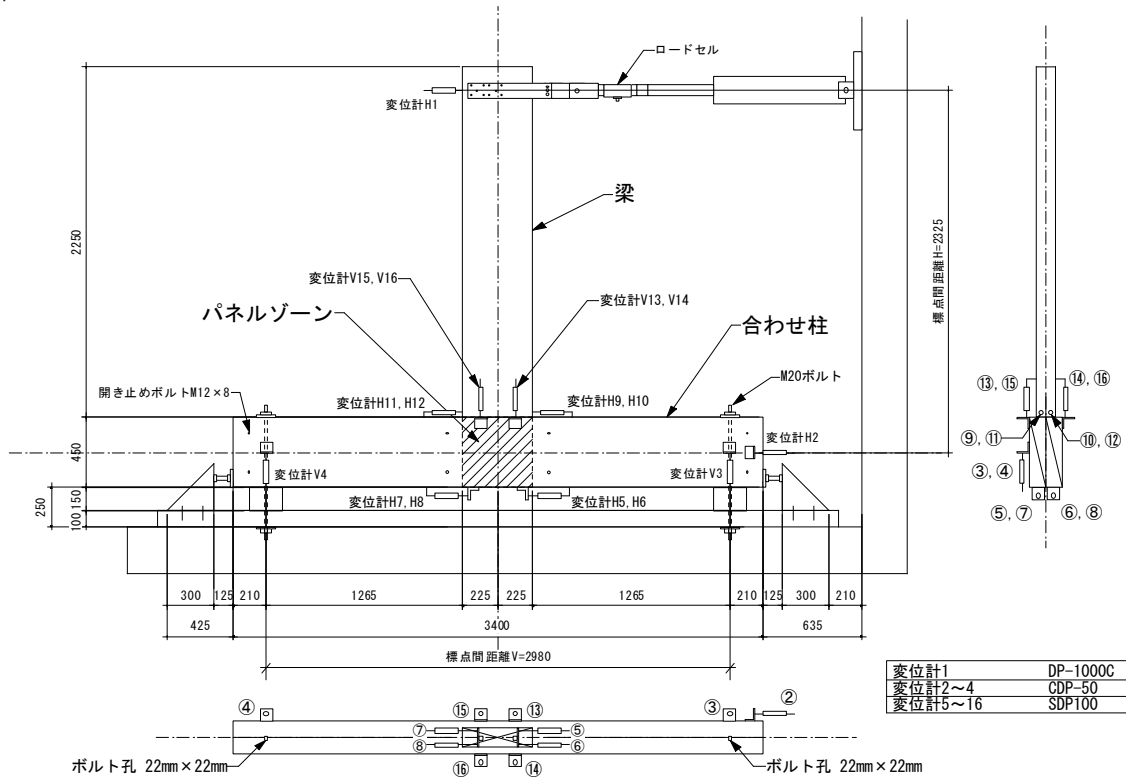 ロードセル
変位計H1
梁
2250
標点間距離H=2325
変位計V15,V16
変位計V13,V14
パネルゾーン
合わせ柱
開き止めボルトM12×8
変位計H11,H12
変位計H9,H10
M20ボルト
変位計H2
⑬,⑮
⑭,⑯
⑨,⑪
⑩,⑫
③,④
⑤,⑦
⑥,⑧
450
変位計V4
変位計V3
変位計H7,H8
変位計H5,H6
250
150
100
300
125
210
1265
225
225
1265
210
125
300
210
425
3400
635
標点間距離V=2980
変位計1 DP-1000C
変位計2～4 CDP-50
変位計5～16 SDP100
④
⑮
⑬
③
②
⑦
⑤
⑧
⑥
⑯
⑭
ボルト孔 22mm×22mm
ボルト孔 22mm×22mm